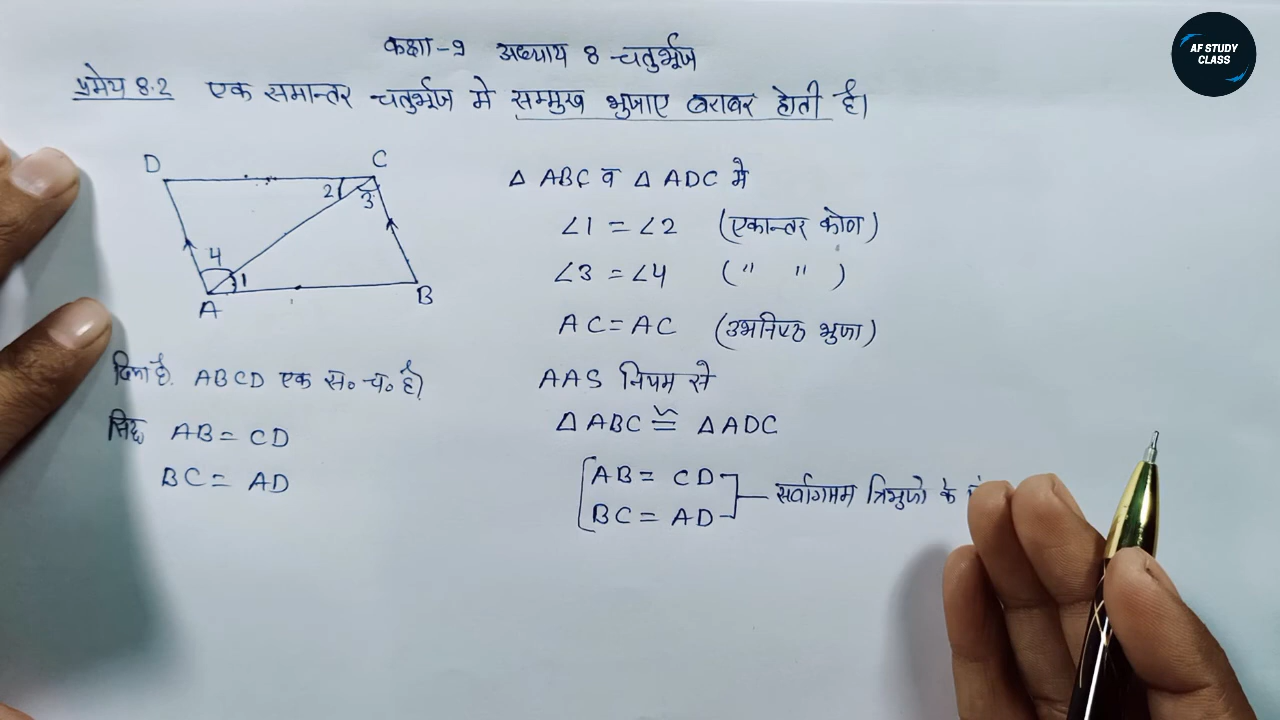 AF STUDY
CLASS
कक्षा-9 अध्याय 8 चतुर्भुज
प्रमेय 8.2 एक समान्तर चतुर्भुज मे सम्मुख भुजाए बराबर होती है।
D C
2 3
4 1
A B
△ ABC व △ ADC मे
∠1 = ∠2 (एकान्तर कोण)
∠3 = ∠4 (" ")
AC = AC (उभनिष्ठ भुजा)
दिया है. ABCD एक स॰ च॰ है।
सिद्ध AB = CD
BC = AD
AAS नियम से
△ ABC ≅ △ ADC
AB = CD
BC = AD
सर्वागसम त्रिभुजो के